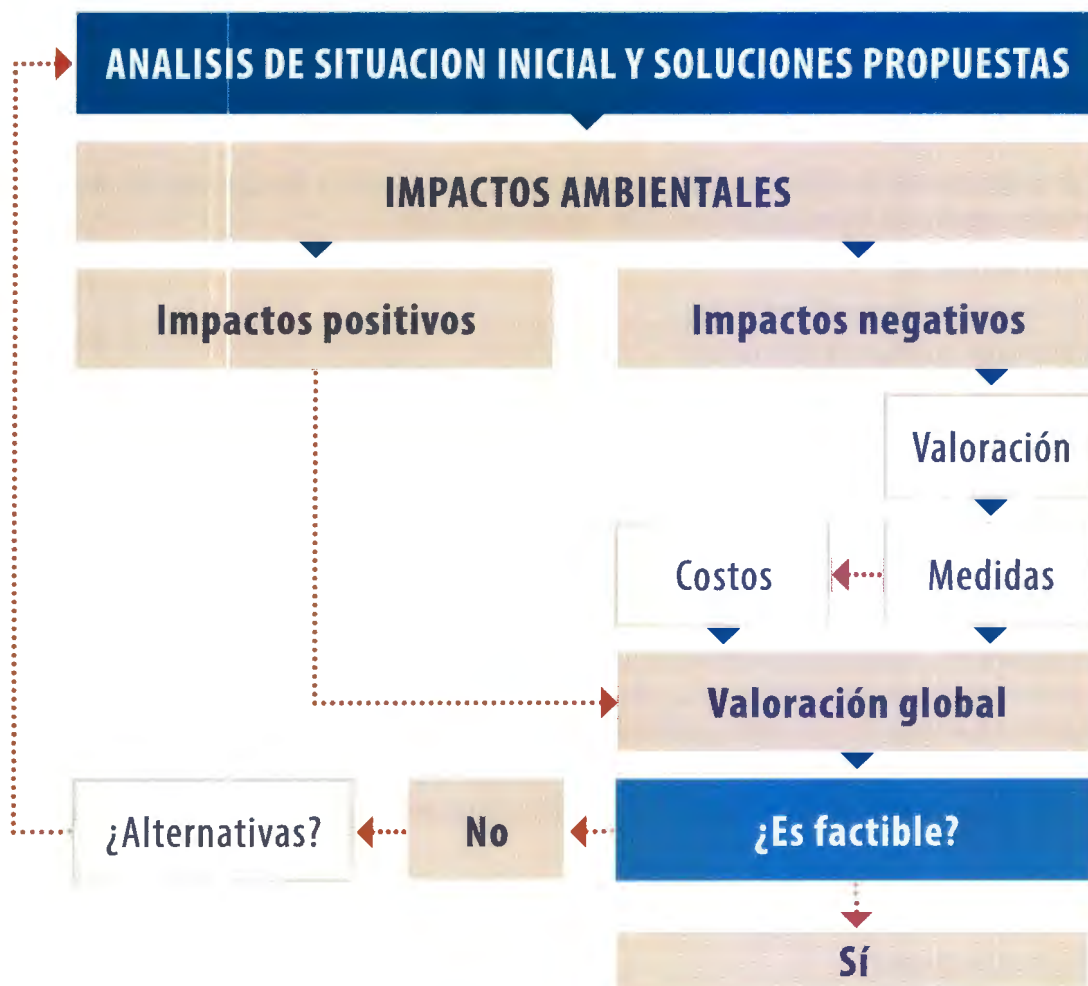 ANALISIS DE SITUACION INICIAL Y SOLUCIONES PROPUESTAS
IMPACTOS AMBIENTALES
Impactos positivos
Impactos negativos
Valoración
Costos
Medidas
Valoración global
¿Alternativas?
No
¿Es factible?
Sí